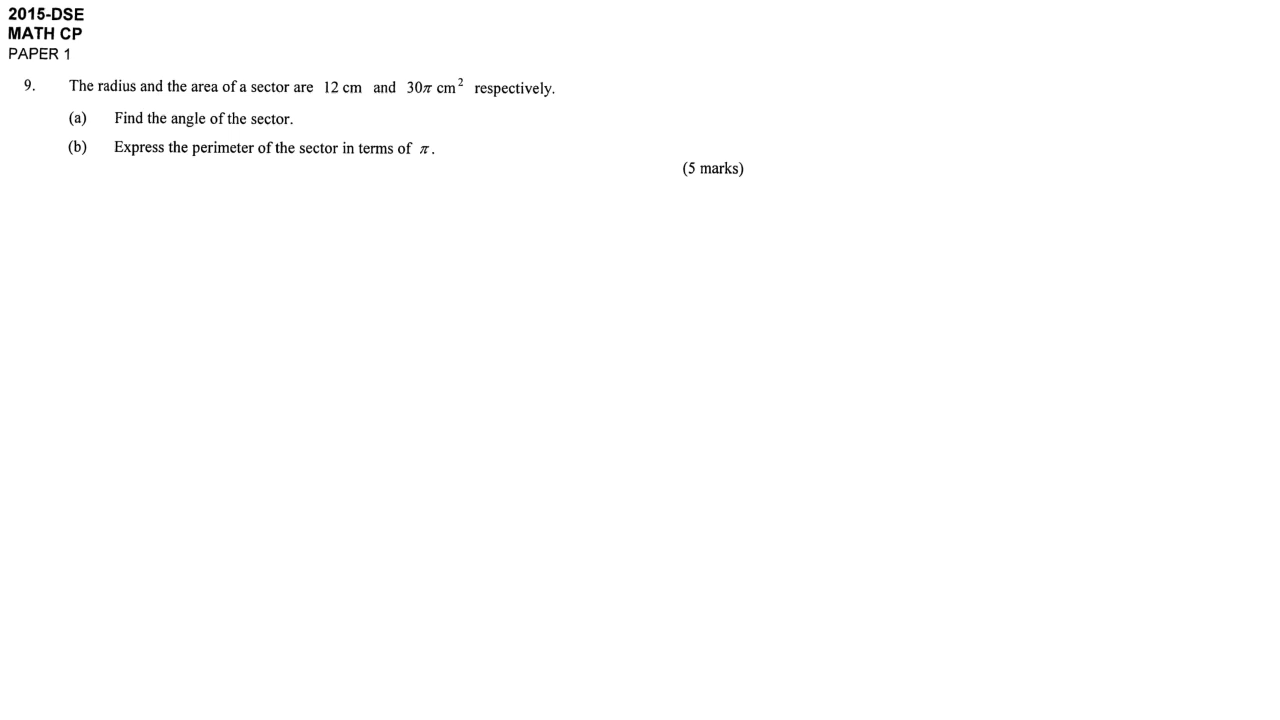 2015-DSE
MATH CP
PAPER 1
9. The radius and the area of a sector are 12 cm and 30π cm² respectively.
(a) Find the angle of the sector.
(b) Express the perimeter of the sector in terms of π.
(5 marks)